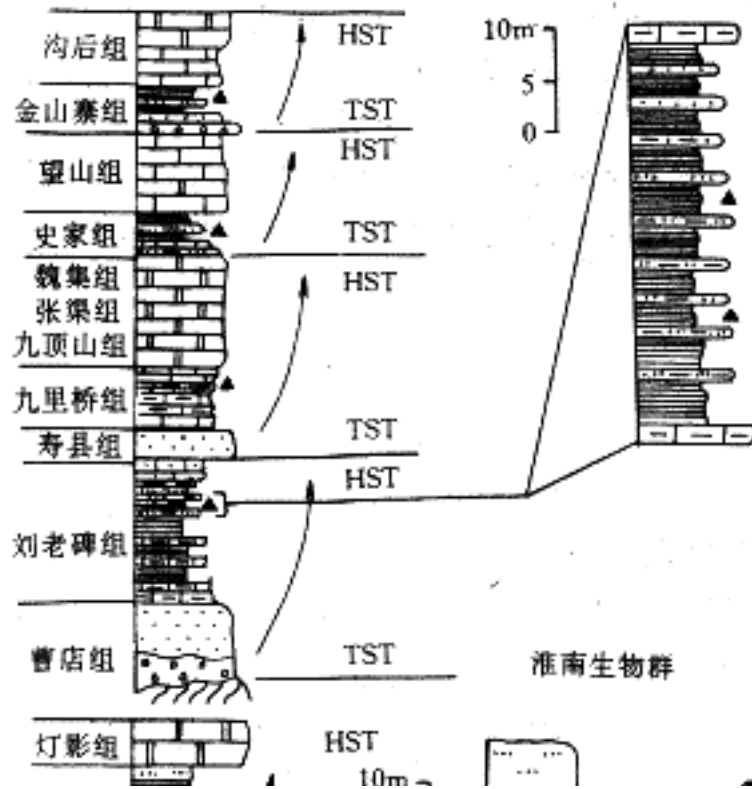 沟后组
HST
10m
5
0
金山寨组
TST
HST
望山组
史家组
TST
魏集组
HST
张渠组
九顶山组
九里桥组
寿县组
TST
HST
刘老碑组
曹店组
TST
淮南生物群
灯影组
HST
10m